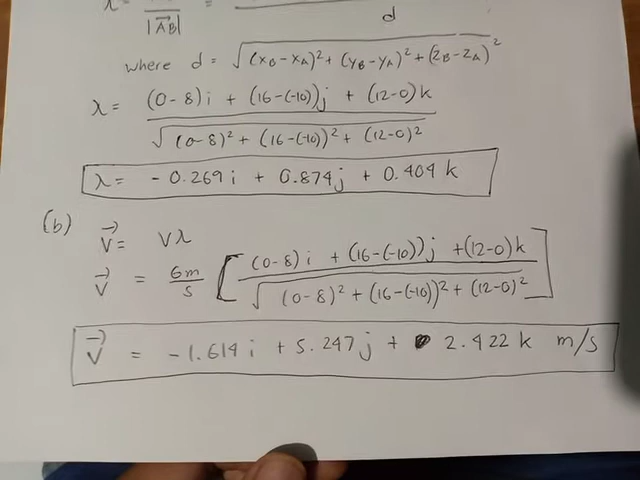 λ = / |AB| = / d
where d = √((x_B - x_A)² + (y_B - y_A)² + (z_B - z_A)²
λ = (0-8)i + (16-(-10))j + (12-0)k / √((0-8)² + (16-(-10))² + (12-0)²
λ = -0.269 i + 0.874 j + 0.404 k
(b) V⃗ = Vλ
V⃗ = 6m/s [ (0-8)i + (16-(-10))j + (12-0)k / √((0-8)² + (16-(-10))² + (12-0)² ]
V⃗ = -1.614 i + 5.247 j + 2.422 k m/s